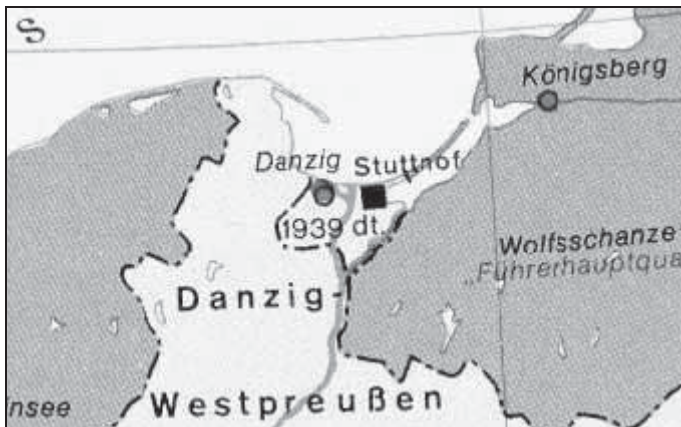 S
Königsberg
Danzig
Stutthof
1939 dt.
Wolfsschanze
„Führerhauptqua
Danzig-
Westpreußen
nsee